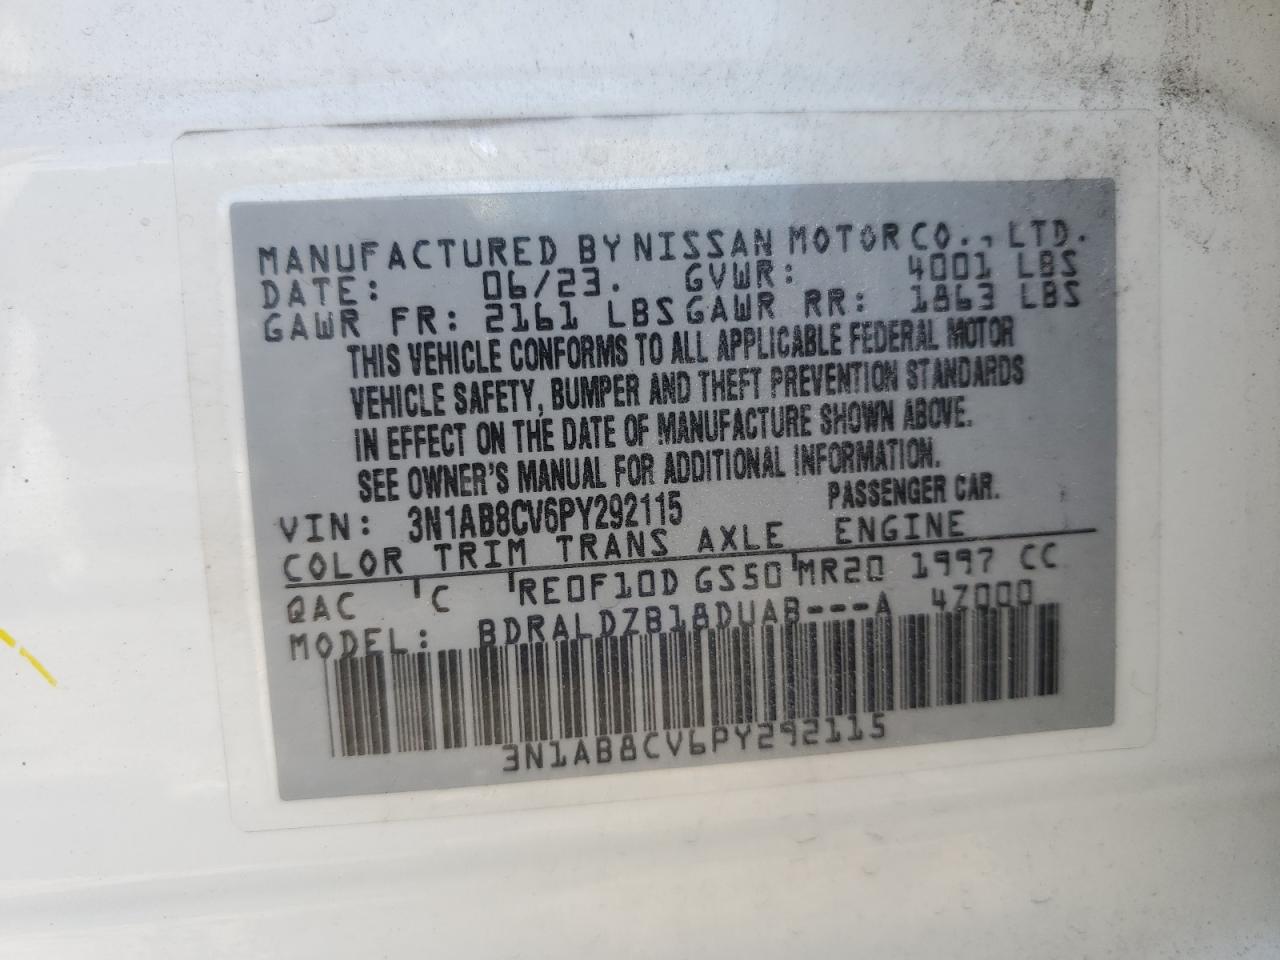 MANUFACTURED BY NISSAN MOTOR CO., LTD.
DATE: 06/23. GVWR: 4001 LBS
GAWR FR: 2161 LBS GAWR RR: 1863 LBS
THIS VEHICLE CONFORMS TO ALL APPLICABLE FEDERAL MOTOR
VEHICLE SAFETY, BUMPER AND THEFT PREVENTION STANDARDS
IN EFFECT ON THE DATE OF MANUFACTURE SHOWN ABOVE.
SEE OWNER'S MANUAL FOR ADDITIONAL INFORMATION.
VIN: 3N1AB8CV6PY292115 PASSENGER CAR.
COLOR TRIM TRANS AXLE ENGINE
QAC C RE0F10D GS50 MR20 1997 CC
MODEL: BDRALDZB18DUAB---A 4Z000
3N1AB8CV6PY292115